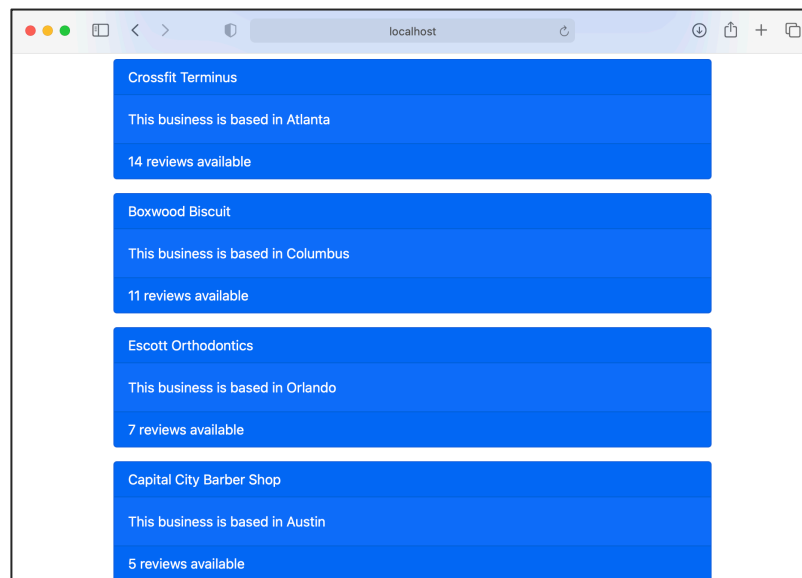 localhost
Crossfit Terminus
This business is based in Atlanta
14 reviews available
Boxwood Biscuit
This business is based in Columbus
11 reviews available
Escott Orthodontics
This business is based in Orlando
7 reviews available
Capital City Barber Shop
This business is based in Austin
5 reviews available